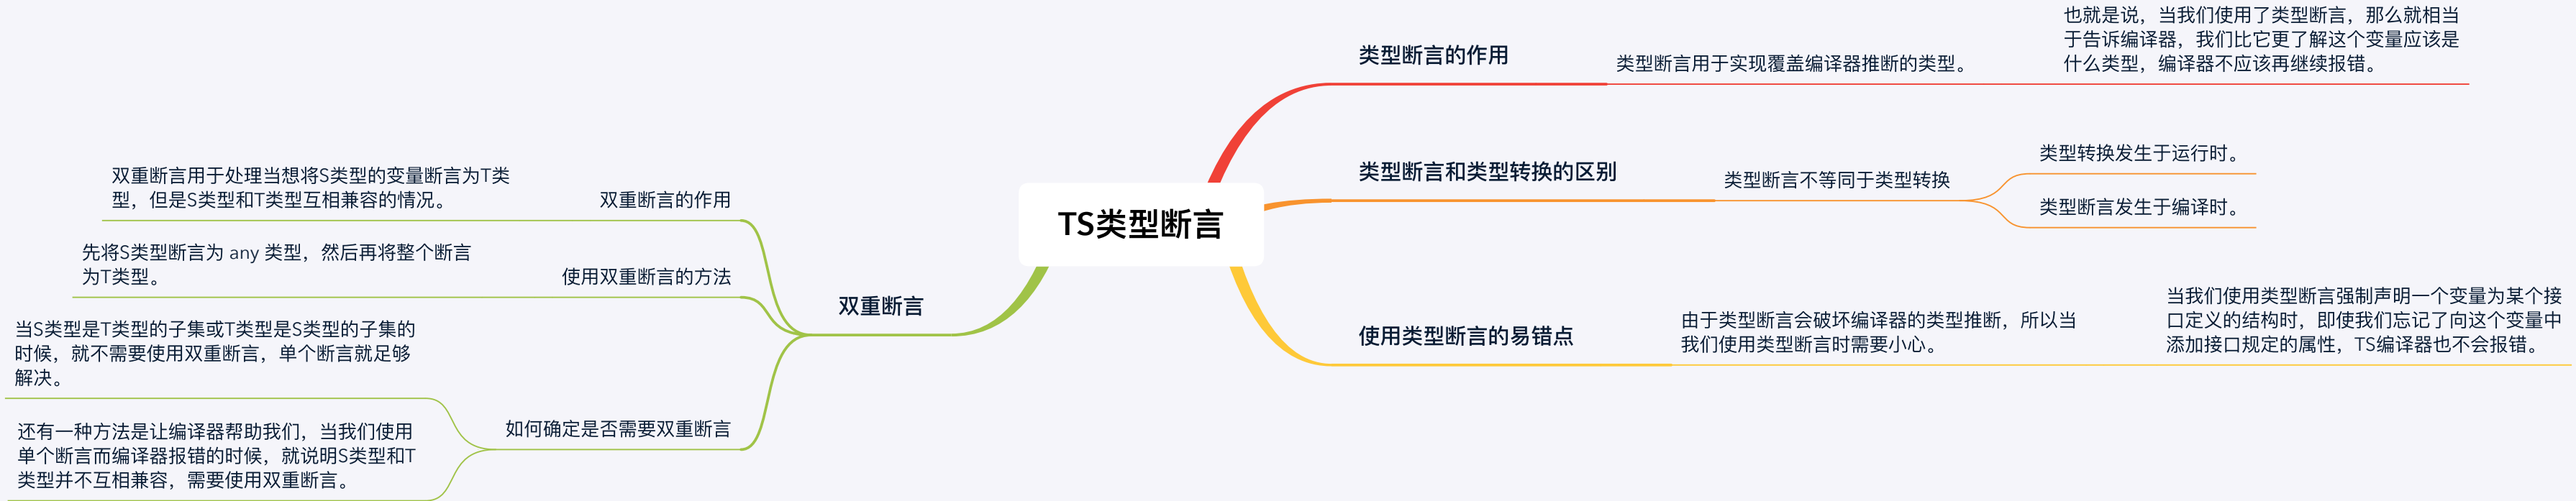 TS类型断言
类型断言的作用
类型断言用于实现覆盖编译器推断的类型。
也就是说，当我们使用了类型断言，那么就相当
于告诉编译器，我们比它更了解这个变量应该是
什么类型，编译器不应该再继续报错。
类型断言和类型转换的区别
类型断言不等同于类型转换
类型转换发生于运行时。
类型断言发生于编译时。
使用类型断言的易错点
由于类型断言会破坏编译器的类型推断，所以当
我们使用类型断言时需要小心。
当我们使用类型断言强制声明一个变量为某个接
口定义的结构时，即使我们忘记了向这个变量中
添加接口规定的属性，TS编译器也不会报错。
双重断言
双重断言的作用
双重断言用于处理当想将S类型的变量断言为T类
型，但是S类型和T类型互相兼容的情况。
使用双重断言的方法
先将S类型断言为 any 类型，然后再将整个断言
为T类型。
如何确定是否需要双重断言
当S类型是T类型的子集或T类型是S类型的子集的
时候，就不需要使用双重断言，单个断言就足够
解决。
还有一种方法是让编译器帮助我们，当我们使用
单个断言而编译器报错的时候，就说明S类型和T
类型并不互相兼容，需要使用双重断言。